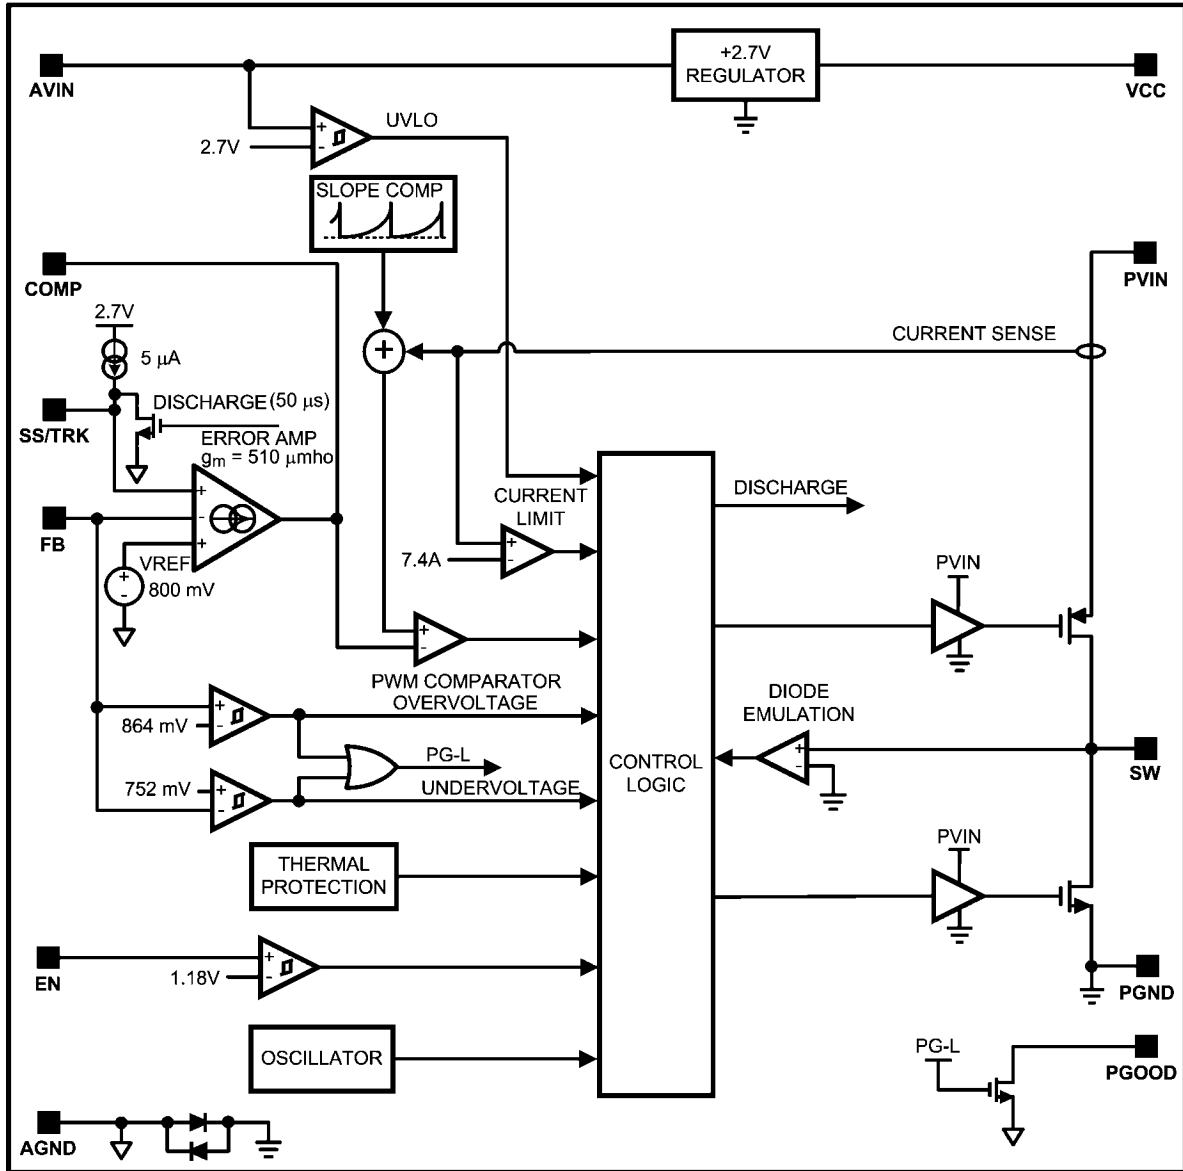 +2.7V
REGULATOR
AVIN
VCC
UVLO
+
-
2.7V
SLOPE COMP
COMP
PVIN
2.7V
+
CURRENT SENSE
5 μA
DISCHARGE (50 μs)
SS/TRK
ERROR AMP
gm = 510 μmho
+
-
+
FB
CURRENT
LIMIT
DISCHARGE
+
-
7.4A
VREF
800 mV
+
-
PVIN
+
-
PWM COMPARATOR
OVERVOLTAGE
DIODE
EMULATION
+
-
864 mV
PG-L
CONTROL
LOGIC
+
-
SW
752 mV
+
-
UNDERVOLTAGE
PVIN
THERMAL
PROTECTION
EN
+
-
1.18V
PGND
OSCILLATOR
PG-L
PGOOD
AGND